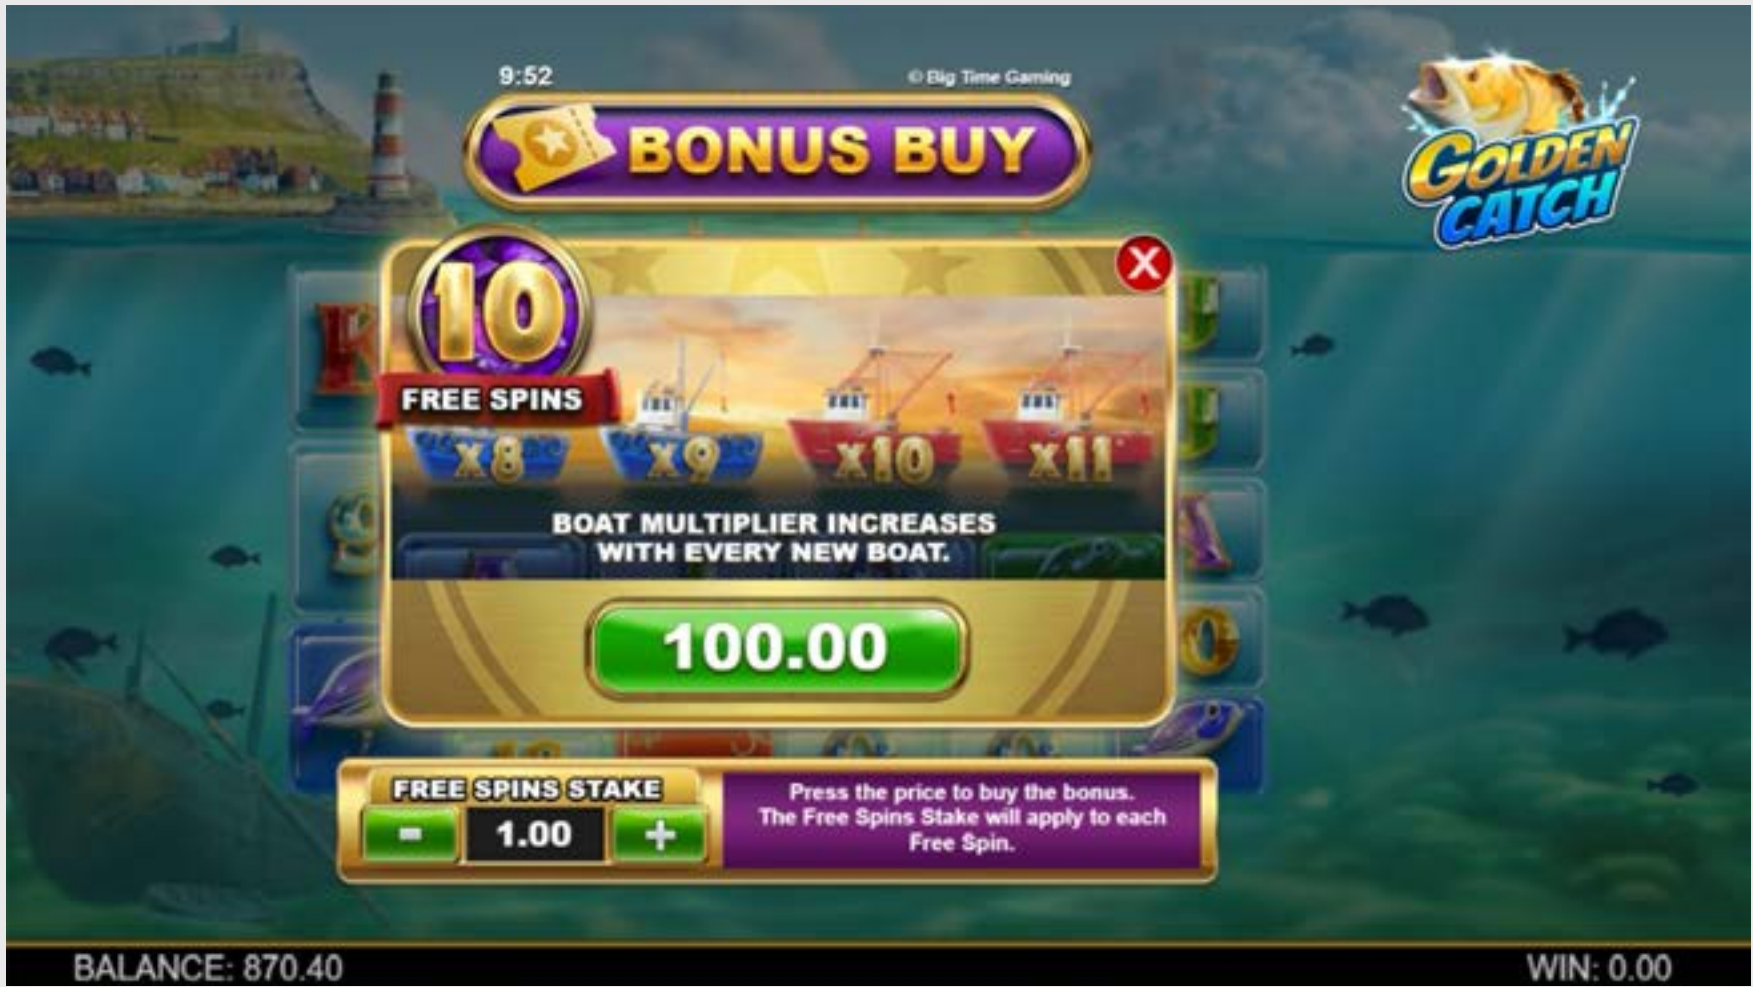 9:52
© Big Time Gaming
BONUS BUY
GOLDEN
CATCH
10
FREE SPINS
X
x8 x9 x10 x11
BOAT MULTIPLIER INCREASES
WITH EVERY NEW BOAT.
100.00
K
9
J
J
A
FREE SPINS STAKE
- 1.00 +
Press the price to buy the bonus.
The Free Spins Stake will apply to each
Free Spin.
BALANCE: 870.40
WIN: 0.00